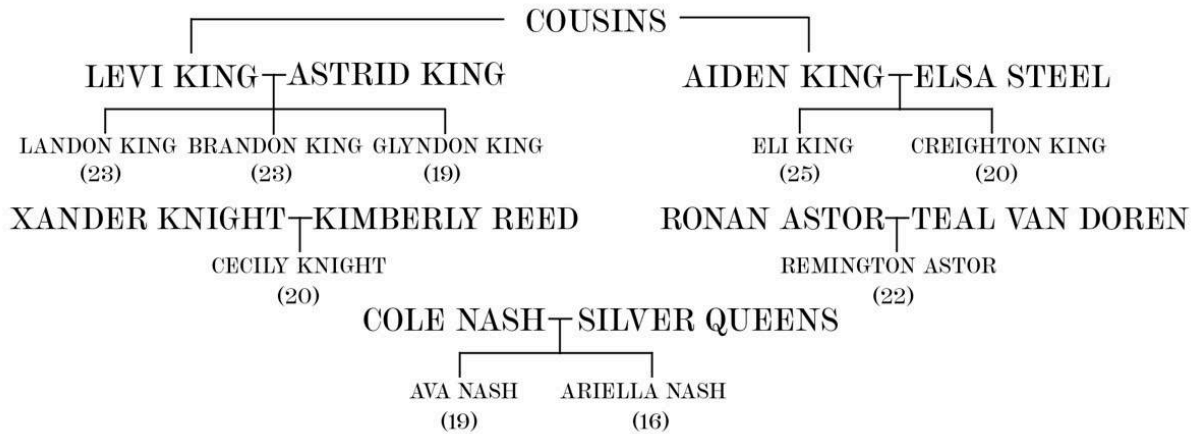 COUSINS
LEVI KING ASTRID KING AIDEN KING ELSA STEEL
LANDON KING BRANDON KING GLYNDON KING ELI KING CREIGHTON KING
(23) (23) (19) (25) (20)
XANDER KNIGHT KIMBERLY REED RONAN ASTOR TEAL VAN DOREN
CECILY KNIGHT REMINGTON ASTOR
(20) (22)
COLE NASH SILVER QUEENS
AVA NASH ARIELLA NASH
(19) (16)